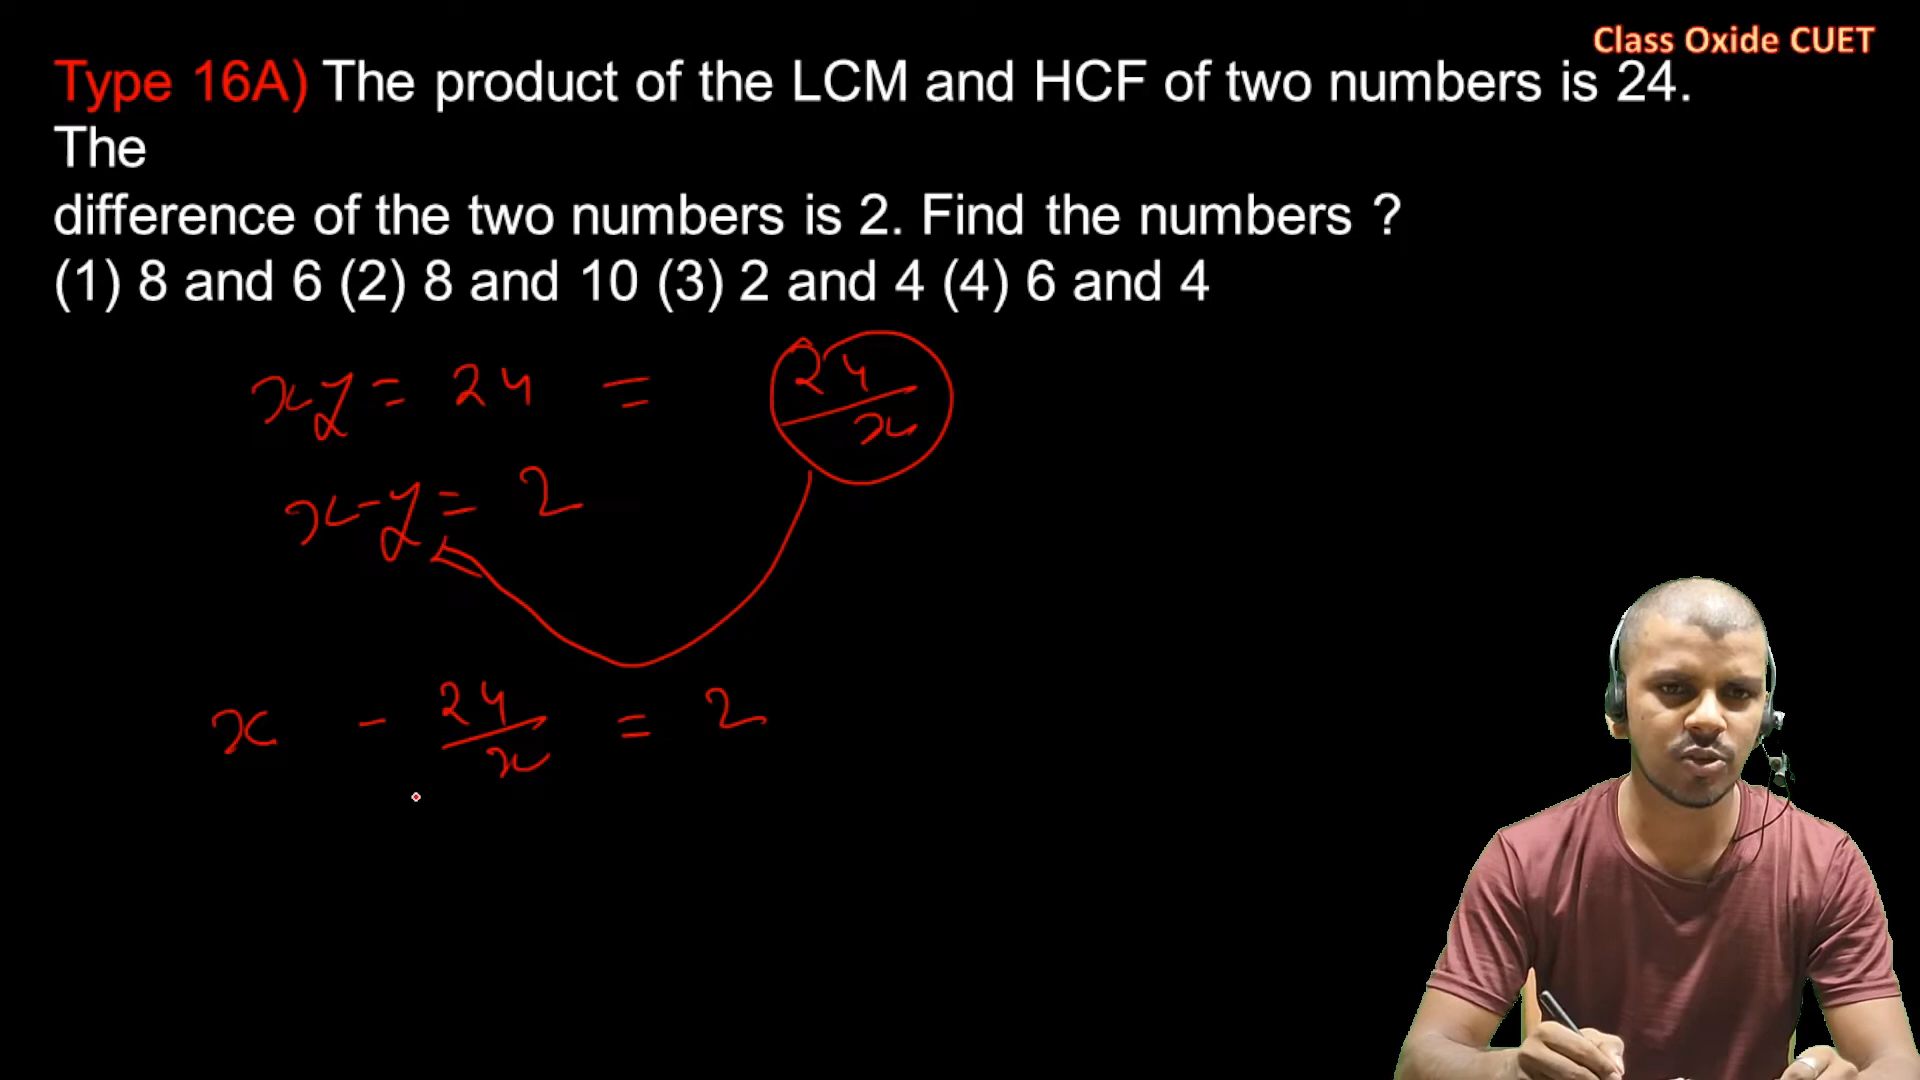 Class Oxide CUET
Type 16A) The product of the LCM and HCF of two numbers is 24.
The
difference of the two numbers is 2. Find the numbers ?
(1) 8 and 6 (2) 8 and 10 (3) 2 and 4 (4) 6 and 4
xy = 24 = 24/x
x-y = 2
x - 24/x = 2